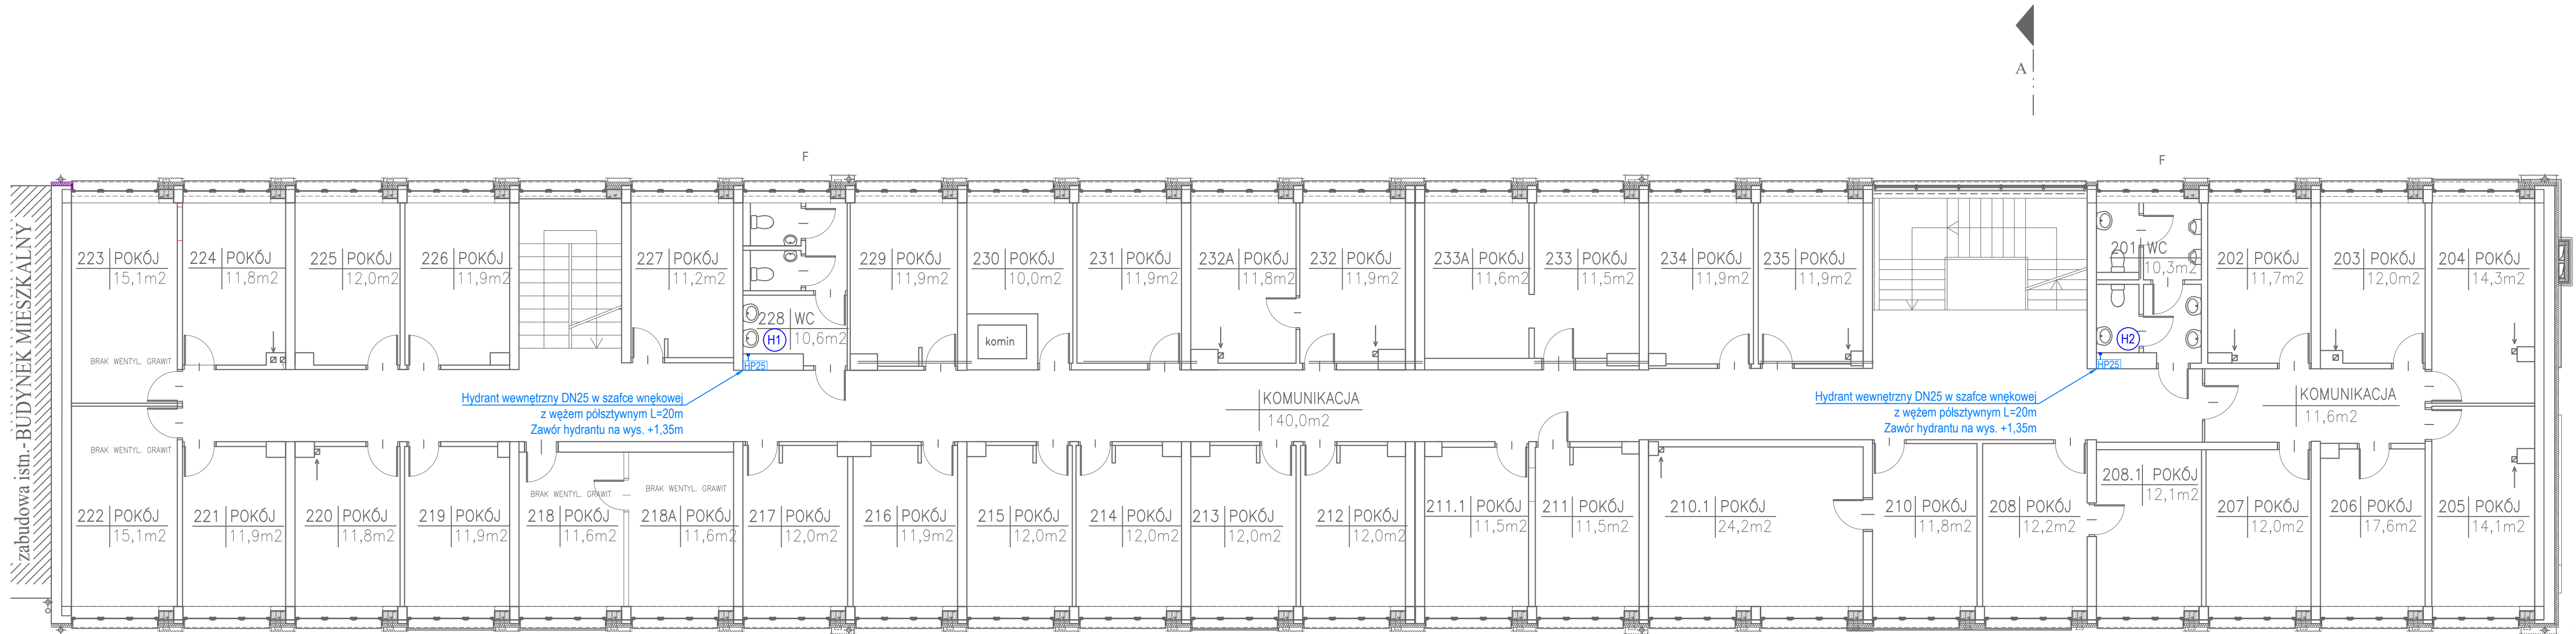 A
F
F
zabudowa istn.-BUDYNEK MIESZKALNY
223 POKÓJ
15,1m2
224 POKÓJ
11,8m2
225 POKÓJ
12,0m2
226 POKÓJ
11,9m2
227 POKÓJ
11,2m2
228 WC
10,6m2
H1
HP25
229 POKÓJ
11,9m2
230 POKÓJ
10,0m2
komin
231 POKÓJ
11,9m2
232A POKÓJ
11,8m2
232 POKÓJ
11,9m2
233A POKÓJ
11,6m2
233 POKÓJ
11,5m2
234 POKÓJ
11,9m2
235 POKÓJ
11,9m2
201 WC
10,3m2
H2
HP25
202 POKÓJ
11,7m2
203 POKÓJ
12,0m2
204 POKÓJ
14,3m2
BRAK WENTYL. GRAWIT
Hydrant wewnętrzny DN25 w szafce wnękowej
z wężem półsztywnym L=20m
Zawór hydrantu na wys. +1,35m
KOMUNIKACJA
140,0m2
Hydrant wewnętrzny DN25 w szafce wnękowej
z wężem półsztywnym L=20m
Zawór hydrantu na wys. +1,35m
KOMUNIKACJA
11,6m2
BRAK WENTYL. GRAWIT
222 POKÓJ
15,1m2
221 POKÓJ
11,9m2
220 POKÓJ
11,8m2
219 POKÓJ
11,9m2
BRAK WENTYL. GRAWIT
218 POKÓJ
11,6m2
BRAK WENTYL. GRAWIT
218A POKÓJ
11,6m2
217 POKÓJ
12,0m2
216 POKÓJ
11,9m2
215 POKÓJ
12,0m2
214 POKÓJ
12,0m2
213 POKÓJ
12,0m2
212 POKÓJ
12,0m2
211.1 POKÓJ
11,5m2
211 POKÓJ
11,5m2
210.1 POKÓJ
24,2m2
210 POKÓJ
11,8m2
208 POKÓJ
12,2m2
208.1 POKÓJ
12,1m2
207 POKÓJ
12,0m2
206 POKÓJ
17,6m2
205 POKÓJ
14,1m2